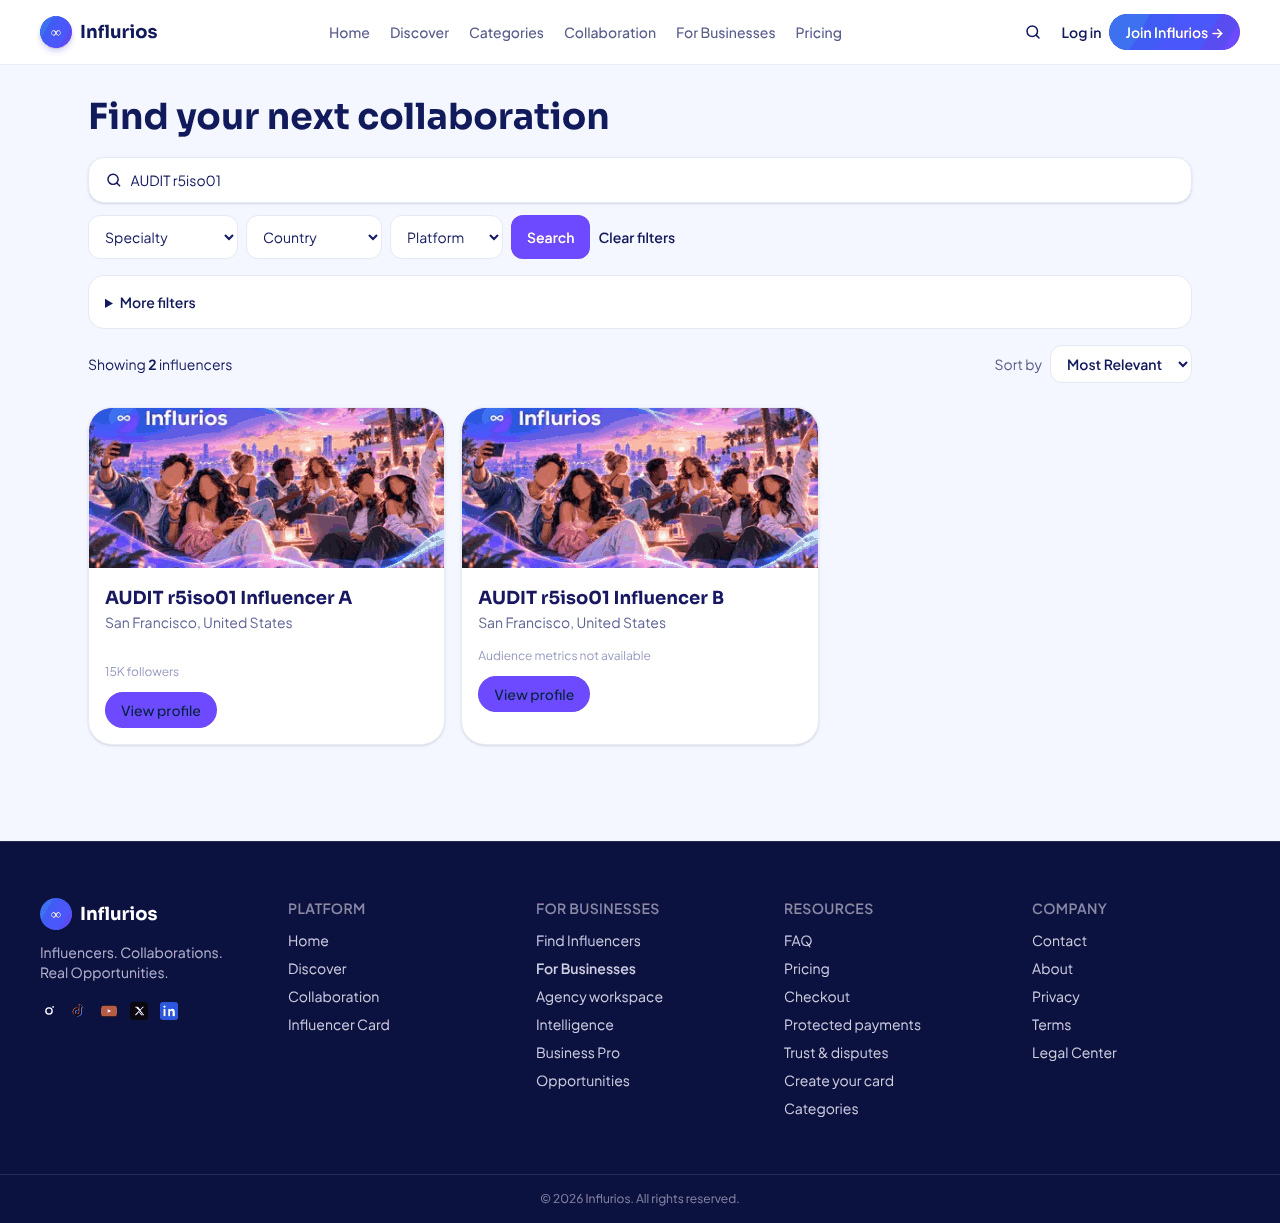 ∞ Influrios
Home Discover Categories Collaboration For Businesses Pricing
Log in
Join Influrios →
Find your next collaboration
AUDIT r5iso01
Specialty
Country
Platform
Search
Clear filters
More filters
Showing 2 influencers
Sort by
Most Relevant
∞ Influrios
AUDIT r5iso01 Influencer A
San Francisco, United States
15K followers
View profile
∞ Influrios
AUDIT r5iso01 Influencer B
San Francisco, United States
Audience metrics not available
View profile
∞ Influrios
Influencers. Collaborations.
Real Opportunities.
X in
PLATFORM
Home
Discover
Collaboration
Influencer Card
FOR BUSINESSES
Find Influencers
For Businesses
Agency workspace
Intelligence
Business Pro
Opportunities
RESOURCES
FAQ
Pricing
Checkout
Protected payments
Trust & disputes
Create your card
Categories
COMPANY
Contact
About
Privacy
Terms
Legal Center
© 2026 Influrios. All rights reserved.